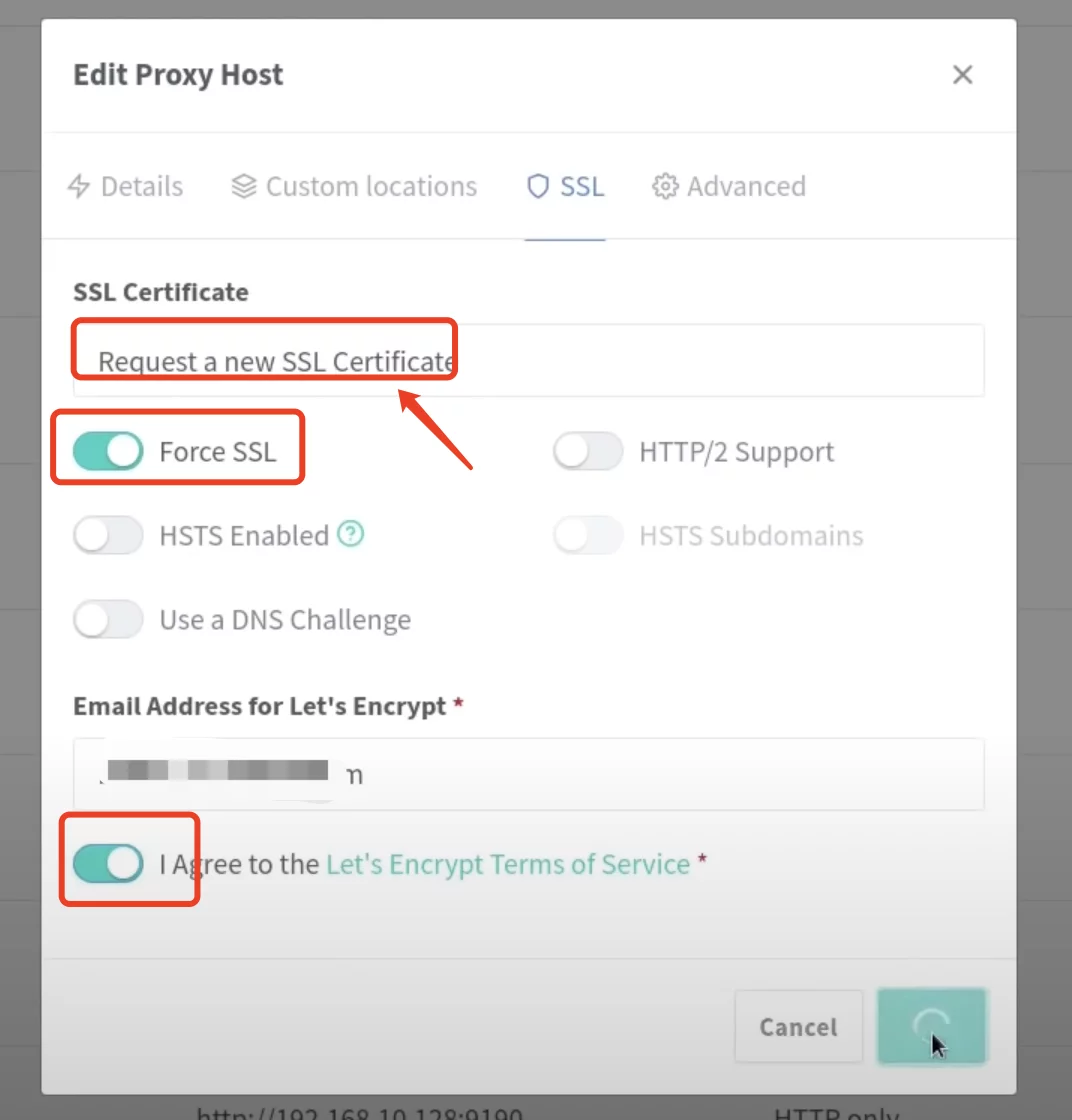 Edit Proxy Host
Details Custom locations SSL Advanced
SSL Certificate
Request a new SSL Certificate
Force SSL HTTP/2 Support
HSTS Enabled HSTS Subdomains
Use a DNS Challenge
Email Address for Let's Encrypt *
m
I Agree to the Let's Encrypt Terms of Service *
Cancel
http://192.168.10.128:9190 HTTP only